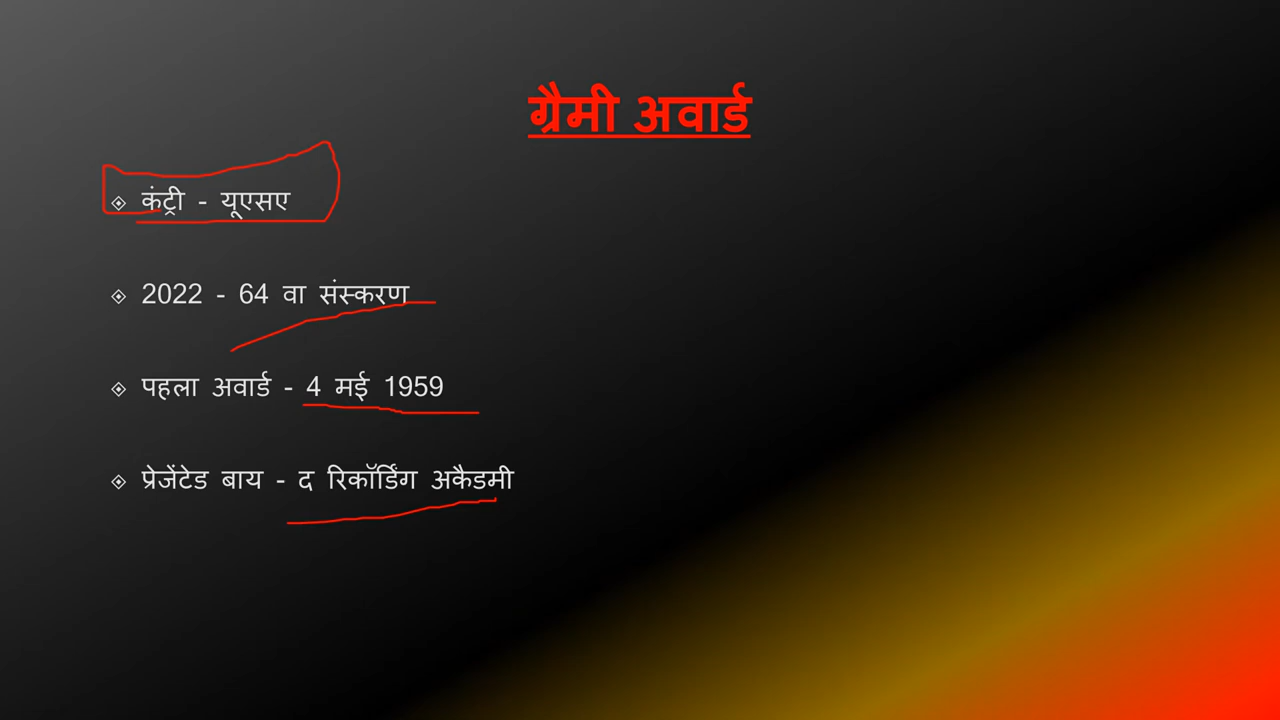 ग्रैमी अवार्ड
कंट्री - यूएसए
2022 - 64 वा संस्करण
पहला अवार्ड - 4 मई 1959
प्रेजेंटेड बाय - द रिकॉर्डिंग अकैडमी